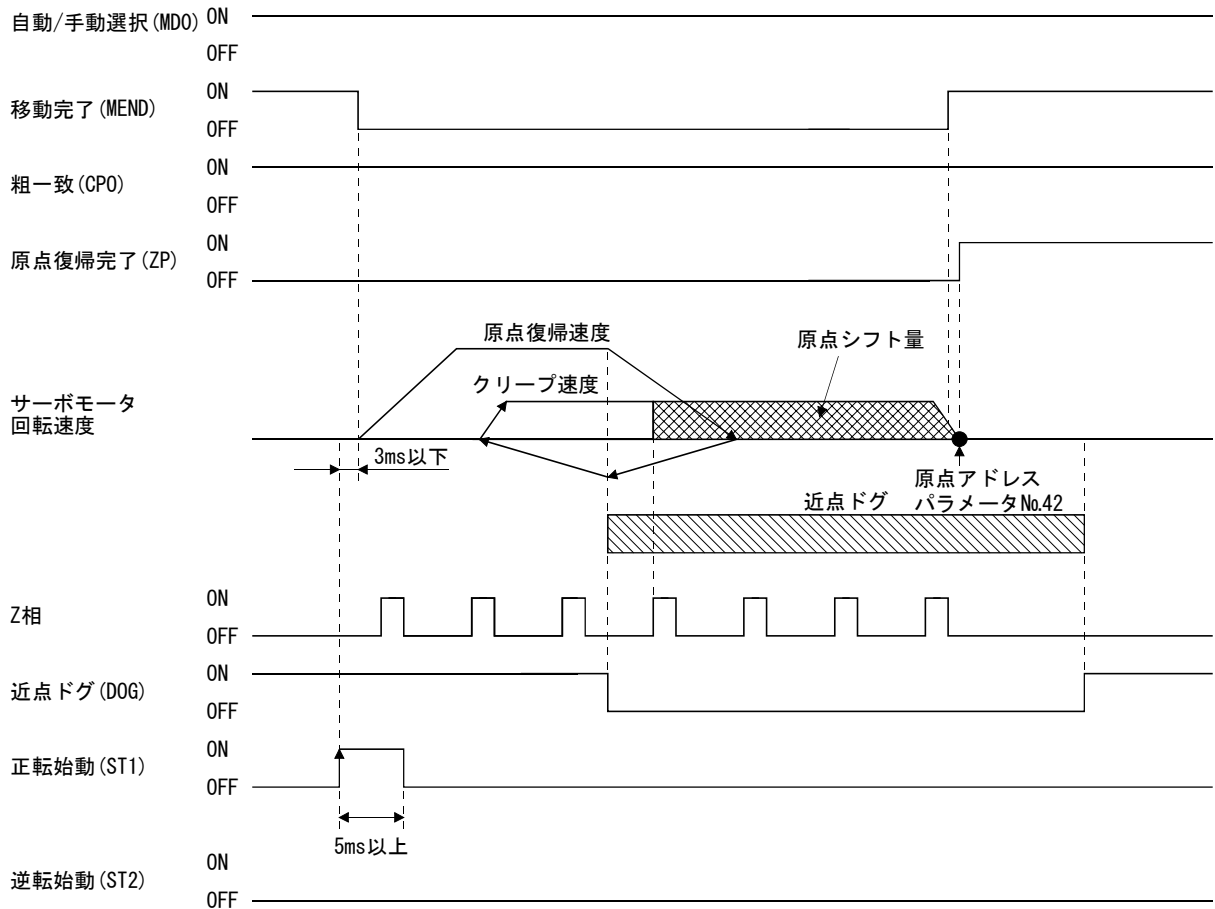 自動/手動選択(MDO) ON
OFF
移動完了(MEND) ON
OFF
粗一致(CPO) ON
OFF
原点復帰完了(ZP) ON
OFF
原点復帰速度
原点シフト量
クリープ速度
サーボモータ
回転速度
3ms以下
原点アドレス
近点ドグ パラメータNo.42
Z相 ON
OFF
近点ドグ(DOG) ON
OFF
正転始動(ST1) ON
OFF
5ms以上
逆転始動(ST2) ON
OFF